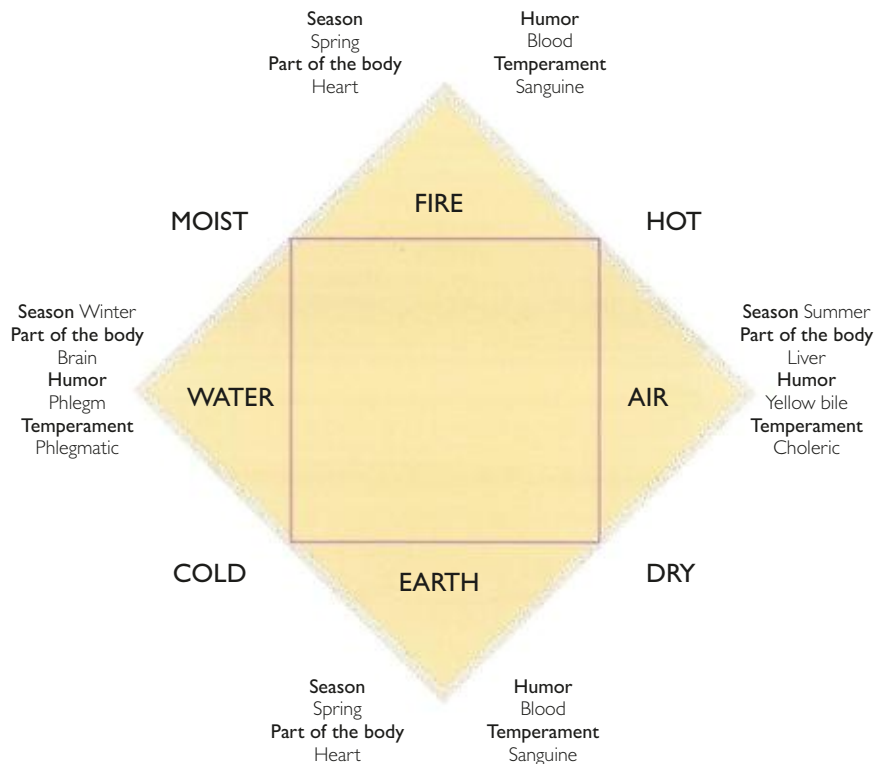 Season
Spring
Part of the body
Heart
Humor
Blood
Temperament
Sanguine
FIRE
MOIST
HOT
Season Winter
Part of the body
Brain
Humor
Phlegm
Temperament
Phlegmatic
WATER
AIR
Season Summer
Part of the body
Liver
Humor
Yellow bile
Temperament
Choleric
COLD
EARTH
DRY
Season
Spring
Part of the body
Heart
Humor
Blood
Temperament
Sanguine